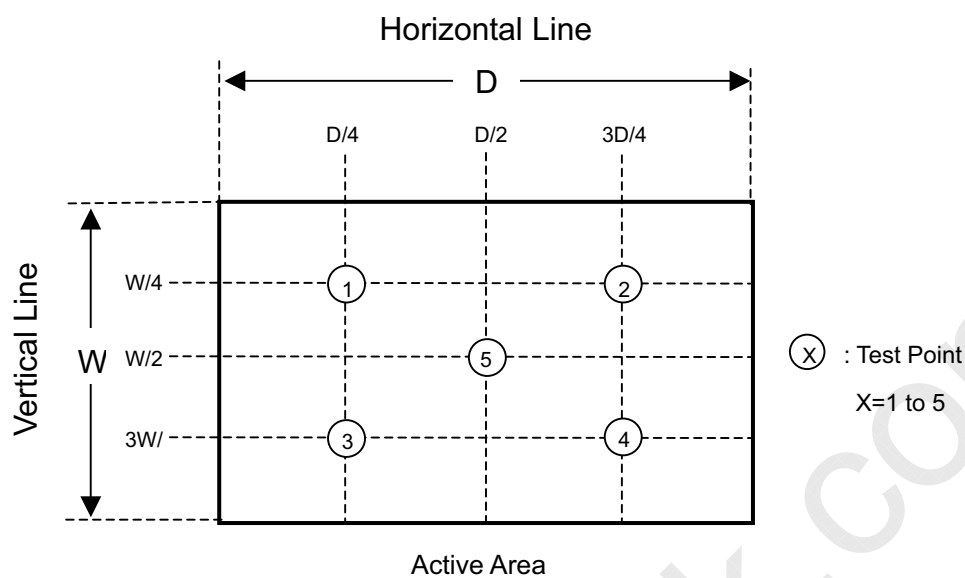 Horizontal Line
D
D/4 D/2 3D/4
Vertical Line
W
W/4
W/2
3W/
1
2
5
3
4
X : Test Point
X=1 to 5
Active Area